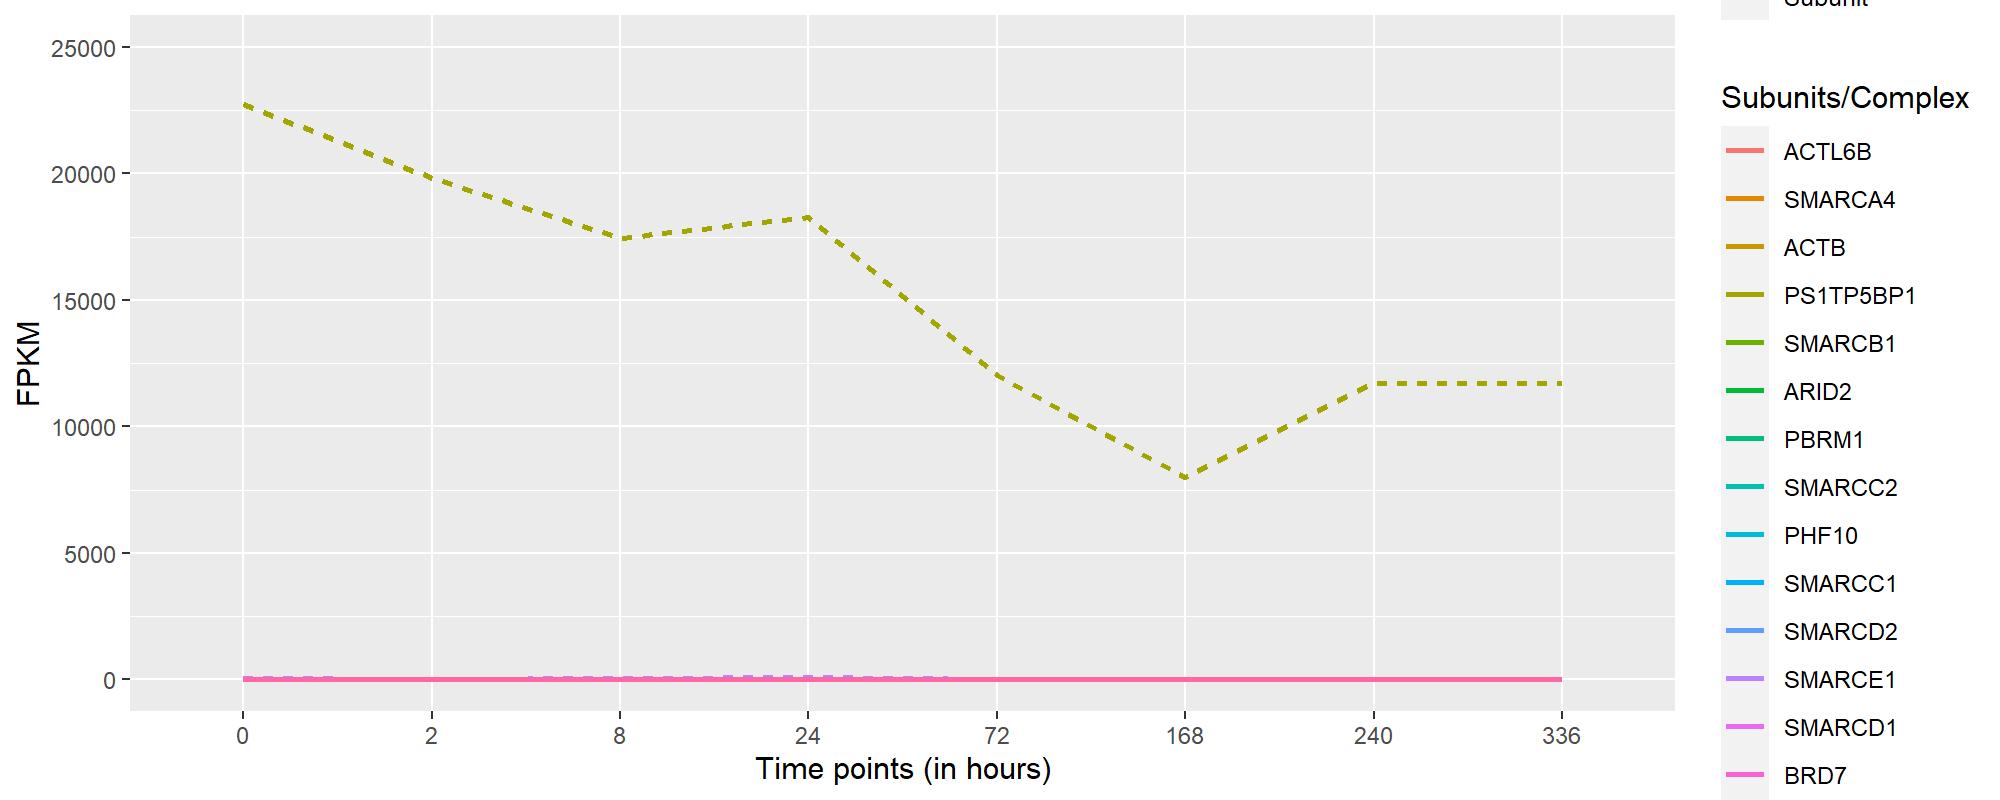 Subunit
25000
20000
15000
10000
5000
0
FPKM
0 2 8 24 72 168 240 336
Time points (in hours)
Subunits/Complex
ACTL6B
SMARCA4
ACTB
PS1TP5BP1
SMARCB1
ARID2
PBRM1
SMARCC2
PHF10
SMARCC1
SMARCD2
SMARCE1
SMARCD1
BRD7